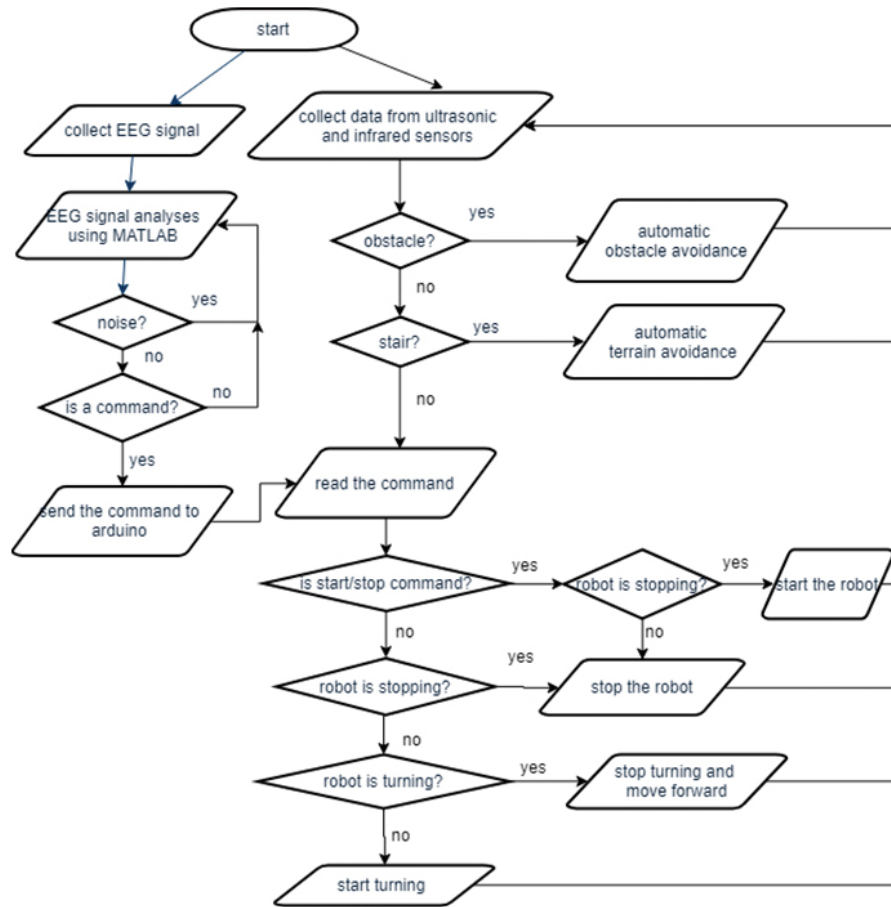 start
collect EEG signal
collect data from ultrasonic
and infrared sensors
EEG signal analyses
using MATLAB
yes
obstacle?
yes
automatic
obstacle avoidance
no
noise?
yes
stair?
yes
automatic
terrain avoidance
no
is a command?
no
no
yes
send the command to
arduino
read the command
is start/stop command?
yes
robot is stopping?
yes
start the robot
no
no
robot is stopping?
yes
stop the robot
no
robot is turning?
yes
stop turning and
move forward
no
start turning